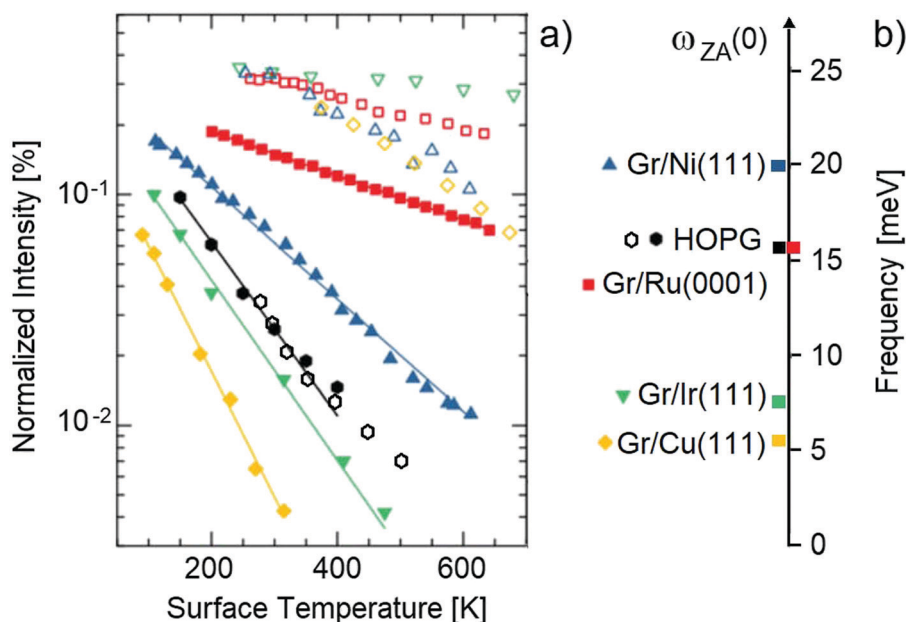 a)
10⁻¹
10⁻²
Normalized Intensity [%]
200
400
600
Surface Temperature [K]
b)
ω_ZA(0)
25
20
15
10
5
0
Frequency [meV]
Gr/Ni(111)
HOPG
Gr/Ru(0001)
Gr/Ir(111)
Gr/Cu(111)